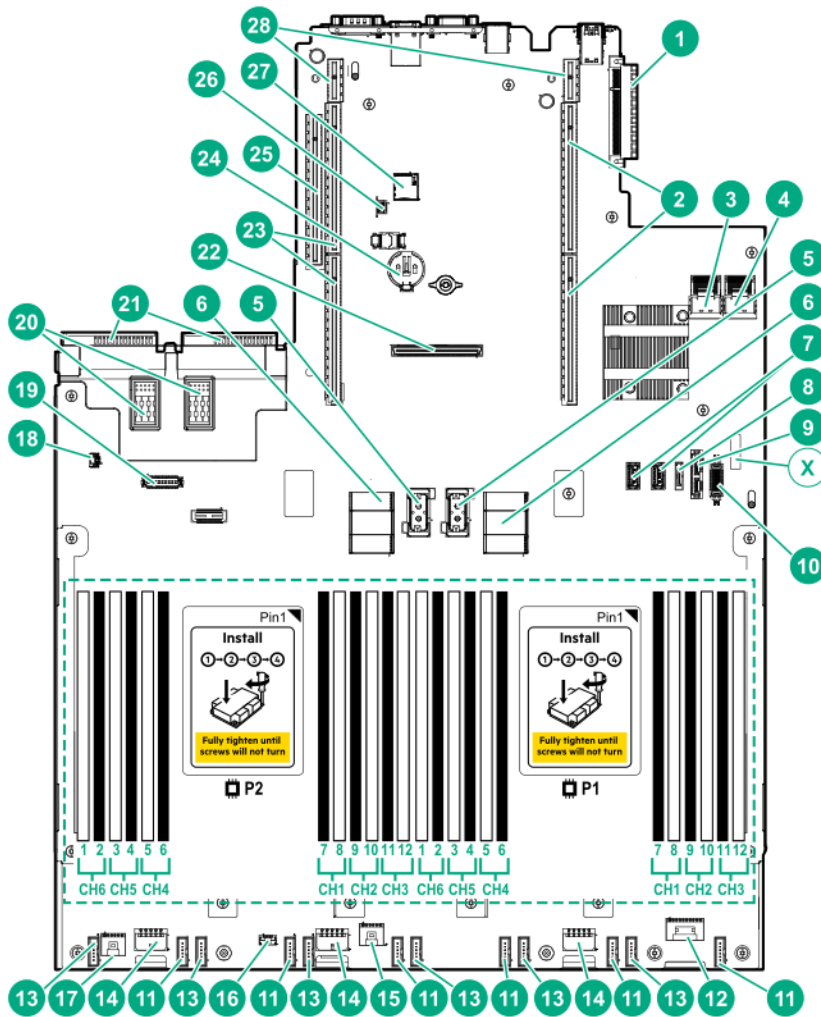 28
1
27
26
24
25
2
3
4
23
22
5
6
5
6
21
20
7
8
19
9
18
X
10
Pin1
Install
1 2 3 4
Fully tighten until
screws will not turn
P2
Pin1
Install
1 2 3 4
Fully tighten until
screws will not turn
P1
1 2 3 4 5 6 7 8 9 10 11 12 1 2 3 4 5 6 7 8 9 10 11 12
CH6 CH5 CH4 CH1 CH2 CH3 CH6 CH5 CH4 CH1 CH2 CH3
13 17 14 11 13 16 11 13 14 15 11 13 11 13 14 11 13 12 11